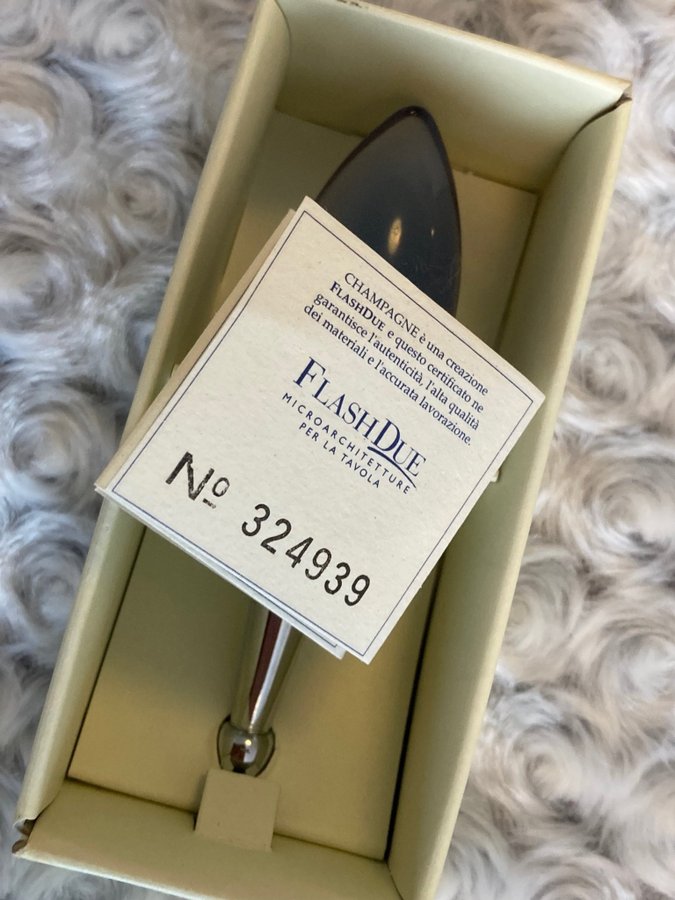 CHAMPAGNE è una creazione
FLASHDUE e questo certificato ne
garantisce l'autenticità, l'alta qualità
dei materiali e l'accurata lavorazione.
FLASHDUE
MICROARCHITETTURE
PER LA TAVOLA
No 324939